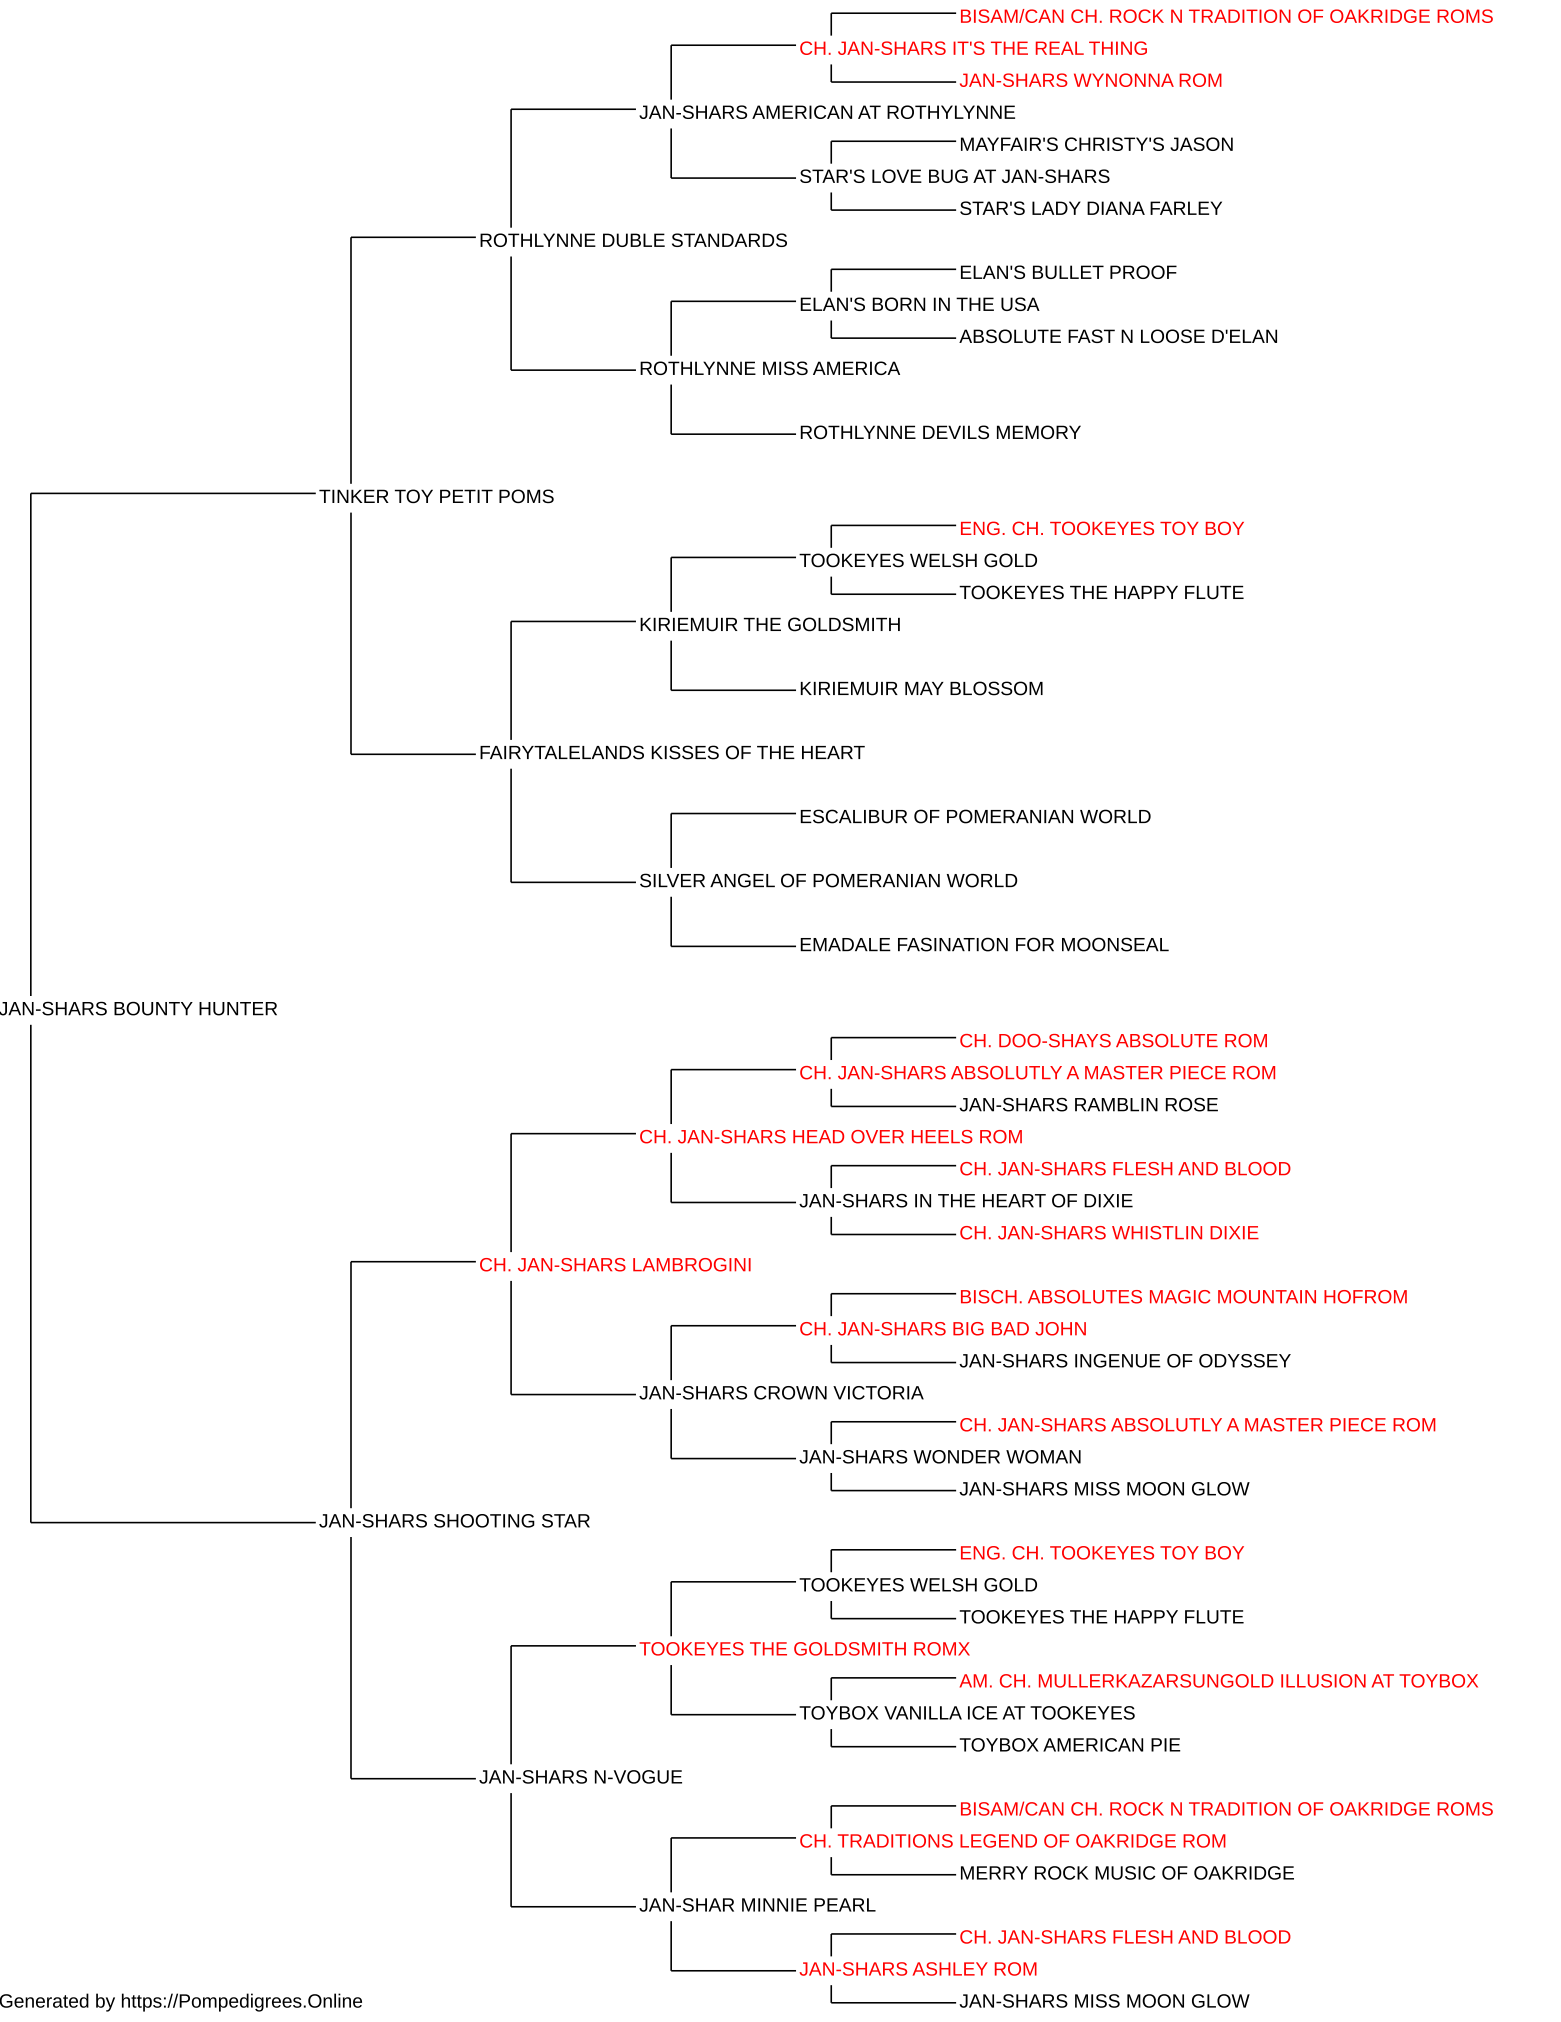 BISAM/CAN CH. ROCK N TRADITION OF OAKRIDGE ROMS
CH. JAN-SHARS IT'S THE REAL THING
JAN-SHARS WYNONNA ROM
JAN-SHARS AMERICAN AT ROTHYLYNNE
MAYFAIR'S CHRISTY'S JASON
STAR'S LOVE BUG AT JAN-SHARS
STAR'S LADY DIANA FARLEY
ROTHLYNNE DUBLE STANDARDS
ELAN'S BULLET PROOF
ELAN'S BORN IN THE USA
ABSOLUTE FAST N LOOSE D'ELAN
ROTHLYNNE MISS AMERICA
ROTHLYNNE DEVILS MEMORY
TINKER TOY PETIT POMS
ENG. CH. TOOKEYES TOY BOY
TOOKEYES WELSH GOLD
TOOKEYES THE HAPPY FLUTE
KIRIEMUIR THE GOLDSMITH
KIRIEMUIR MAY BLOSSOM
FAIRYTALELANDS KISSES OF THE HEART
ESCALIBUR OF POMERANIAN WORLD
SILVER ANGEL OF POMERANIAN WORLD
EMADALE FASINATION FOR MOONSEAL
JAN-SHARS BOUNTY HUNTER
CH. DOO-SHAYS ABSOLUTE ROM
CH. JAN-SHARS ABSOLUTLY A MASTER PIECE ROM
JAN-SHARS RAMBLIN ROSE
CH. JAN-SHARS HEAD OVER HEELS ROM
CH. JAN-SHARS FLESH AND BLOOD
JAN-SHARS IN THE HEART OF DIXIE
CH. JAN-SHARS WHISTLIN DIXIE
CH. JAN-SHARS LAMBROGINI
BISCH. ABSOLUTES MAGIC MOUNTAIN HOFROM
CH. JAN-SHARS BIG BAD JOHN
JAN-SHARS INGENUE OF ODYSSEY
JAN-SHARS CROWN VICTORIA
CH. JAN-SHARS ABSOLUTLY A MASTER PIECE ROM
JAN-SHARS WONDER WOMAN
JAN-SHARS MISS MOON GLOW
JAN-SHARS SHOOTING STAR
ENG. CH. TOOKEYES TOY BOY
TOOKEYES WELSH GOLD
TOOKEYES THE HAPPY FLUTE
TOOKEYES THE GOLDSMITH ROMX
AM. CH. MULLERKAZARSUNGOLD ILLUSION AT TOYBOX
TOYBOX VANILLA ICE AT TOOKEYES
TOYBOX AMERICAN PIE
JAN-SHARS N-VOGUE
BISAM/CAN CH. ROCK N TRADITION OF OAKRIDGE ROMS
CH. TRADITIONS LEGEND OF OAKRIDGE ROM
MERRY ROCK MUSIC OF OAKRIDGE
JAN-SHAR MINNIE PEARL
CH. JAN-SHARS FLESH AND BLOOD
JAN-SHARS ASHLEY ROM
JAN-SHARS MISS MOON GLOW
Generated by https://Pompedigrees.Online